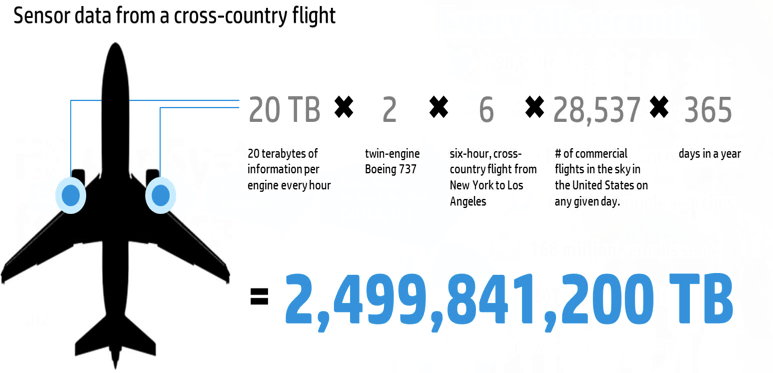 Sensor data from a cross-country flight
20 TB ✖ 2 ✖ 6 ✖ 28,537 ✖ 365
20 terabytes of
information per
engine every hour
twin-engine
Boeing 737
six-hour, cross-
country flight from
New York to Los
Angeles
# of commercial
flights in the sky in
the United States on
any given day.
days in a year
= 2,499,841,200 TB